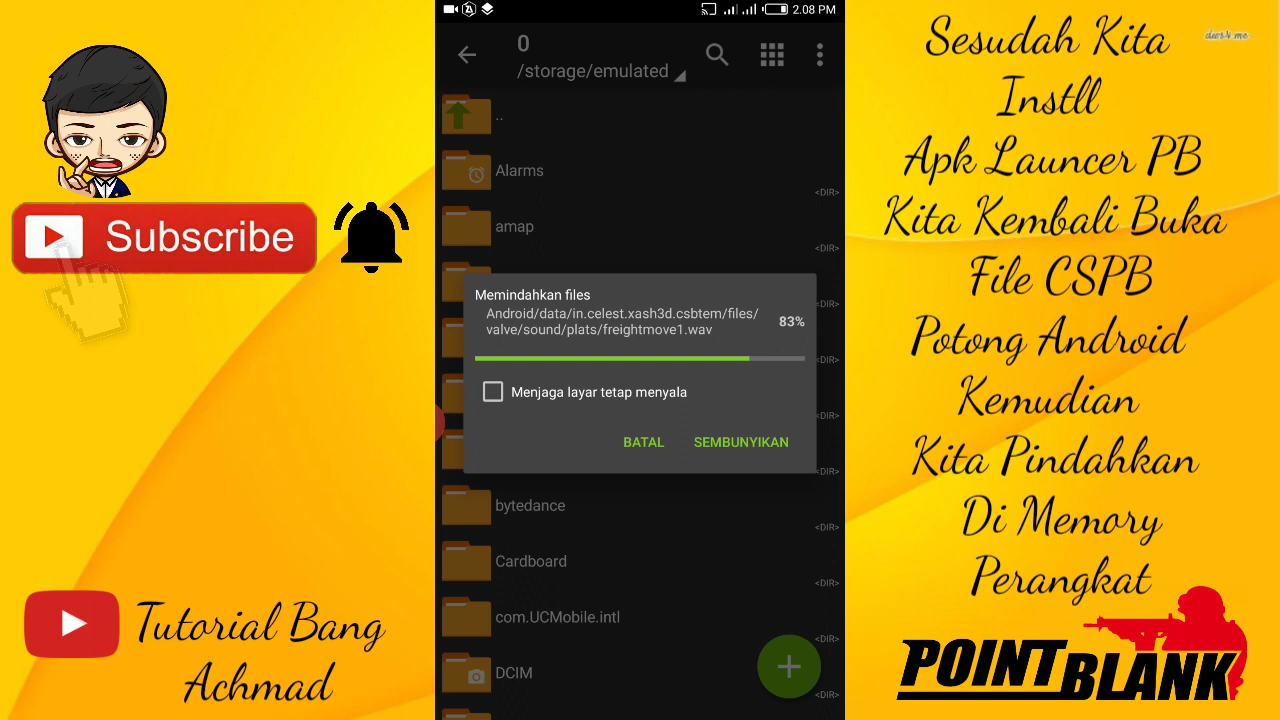 Subscribe
Tutorial Bang
Achmad
2.08 PM
0
/storage/emulated
..
Alarms
<DIR>
amap
<DIR>
<DIR>
Memindahkan files
Android/data/in.celest.xash3d.csbtem/files/
valve/sound/plats/freightmove1.wav
83%
<DIR>
Menjaga layar tetap menyala
<DIR>
BATAL
SEMBUNYIKAN
<DIR>
bytedance
<DIR>
Cardboard
<DIR>
com.UCMobile.intl
<DIR>
DCIM
<DIR>
Sesudah Kita
Instll
Apk Launcer PB
Kita Kembali Buka
File CSPB
Potong Android
Kemudian
Kita Pindahkan
Di Memory
Perangkat
POINT BLANK